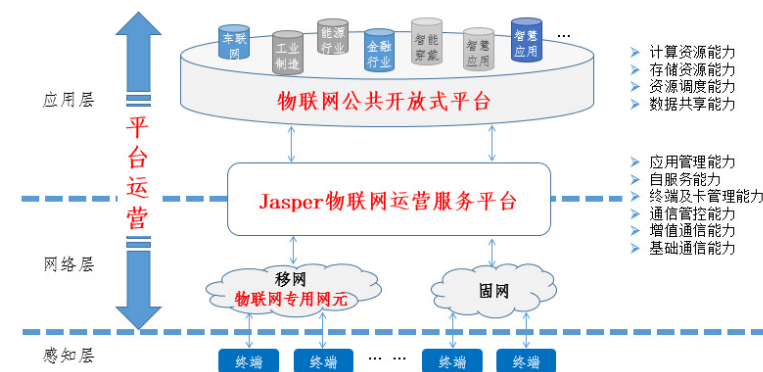 车联
网
工业
制造
能源
行业
金融
行业
智能
穿戴
智慧
应用
智慧
应用
...
应用层
物联网公共开放式平台
计算资源能力
存储资源能力
资源调度能力
数据共享能力
平台运营
Jasper物联网运营服务平台
应用管理能力
自服务能力
终端及卡管理能力
通信管控能力
增值通信能力
基础通信能力
网络层
移网
物联网专用网元
固网
感知层
终端
终端
... ...
终端
终端